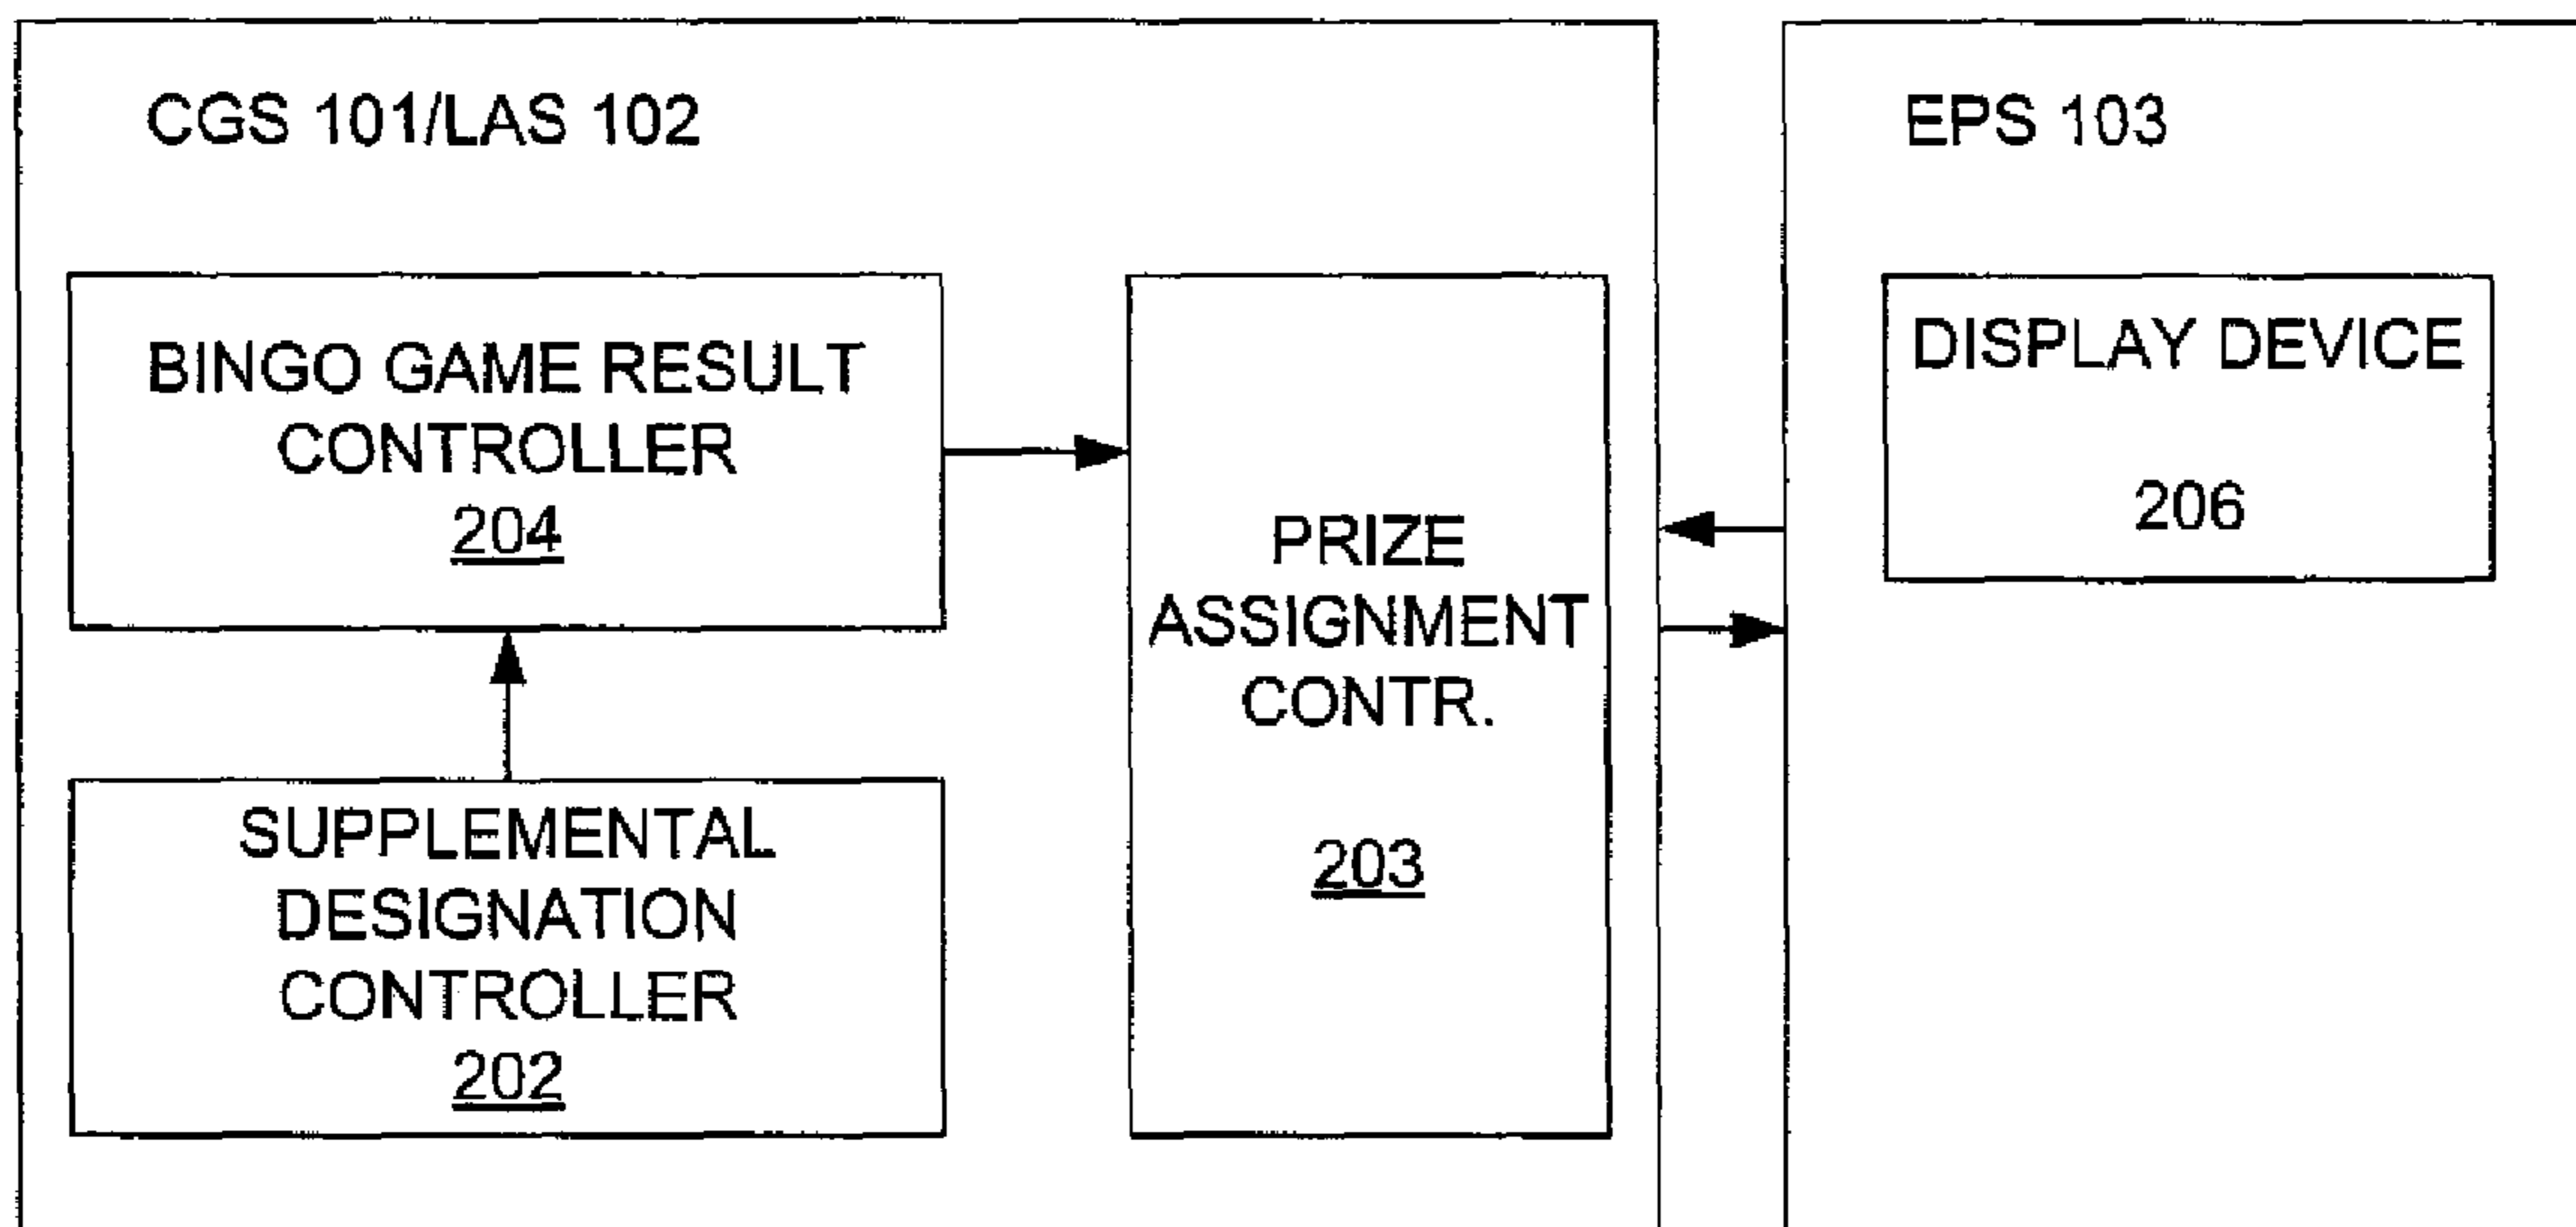 CGS 101/LAS 102
BINGO GAME RESULT
CONTROLLER
204
SUPPLEMENTAL
DESIGNATION
CONTROLLER
202
PRIZE
ASSIGNMENT
CONTR.
203
EPS 103
DISPLAY DEVICE
206